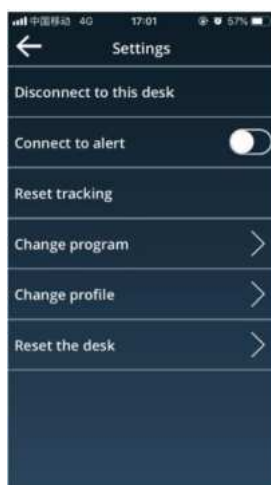 中国移动 4G 17:01 57%
Settings
Disconnect to this desk
Connect to alert
Reset tracking
Change program
Change profile
Reset the desk